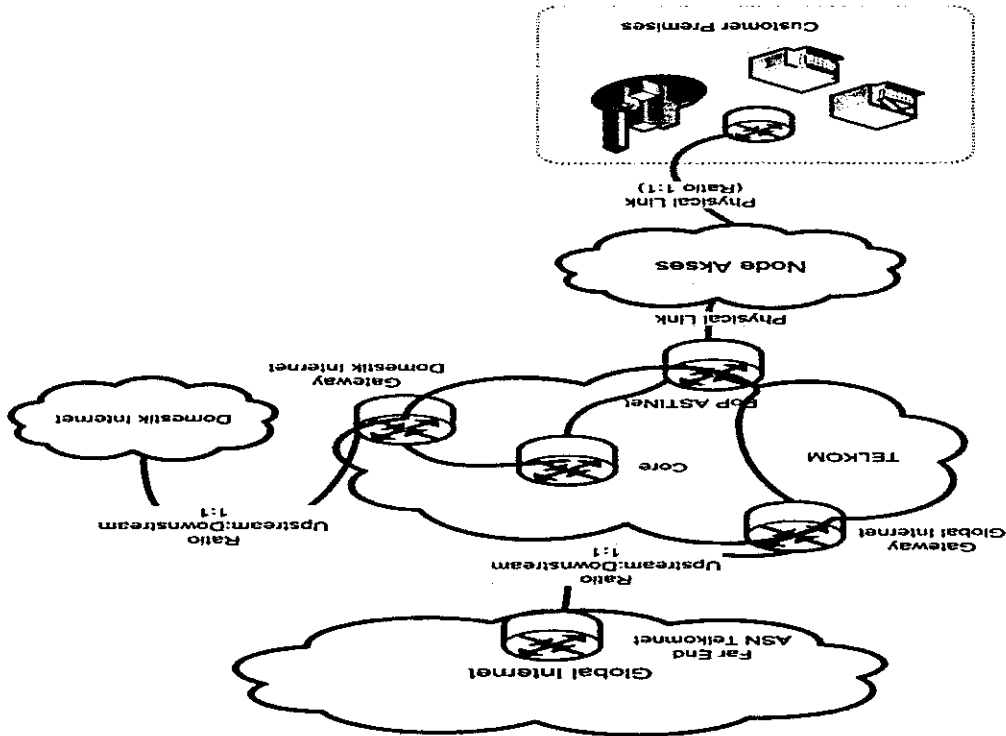 Global Internet
Far End
ASN Telkomnet
Ratio
Upstream:Downstream
1:1
Gateway
Global Internet
Ratio
Upstream:Downstream
1:1
Core
TELKOM
PoP ASTINet
Domestik Internet
Gateway
Domestik Internet
Physical Link
Node Akses
Physical Link
(Ratio 1:1)
Customer Premises